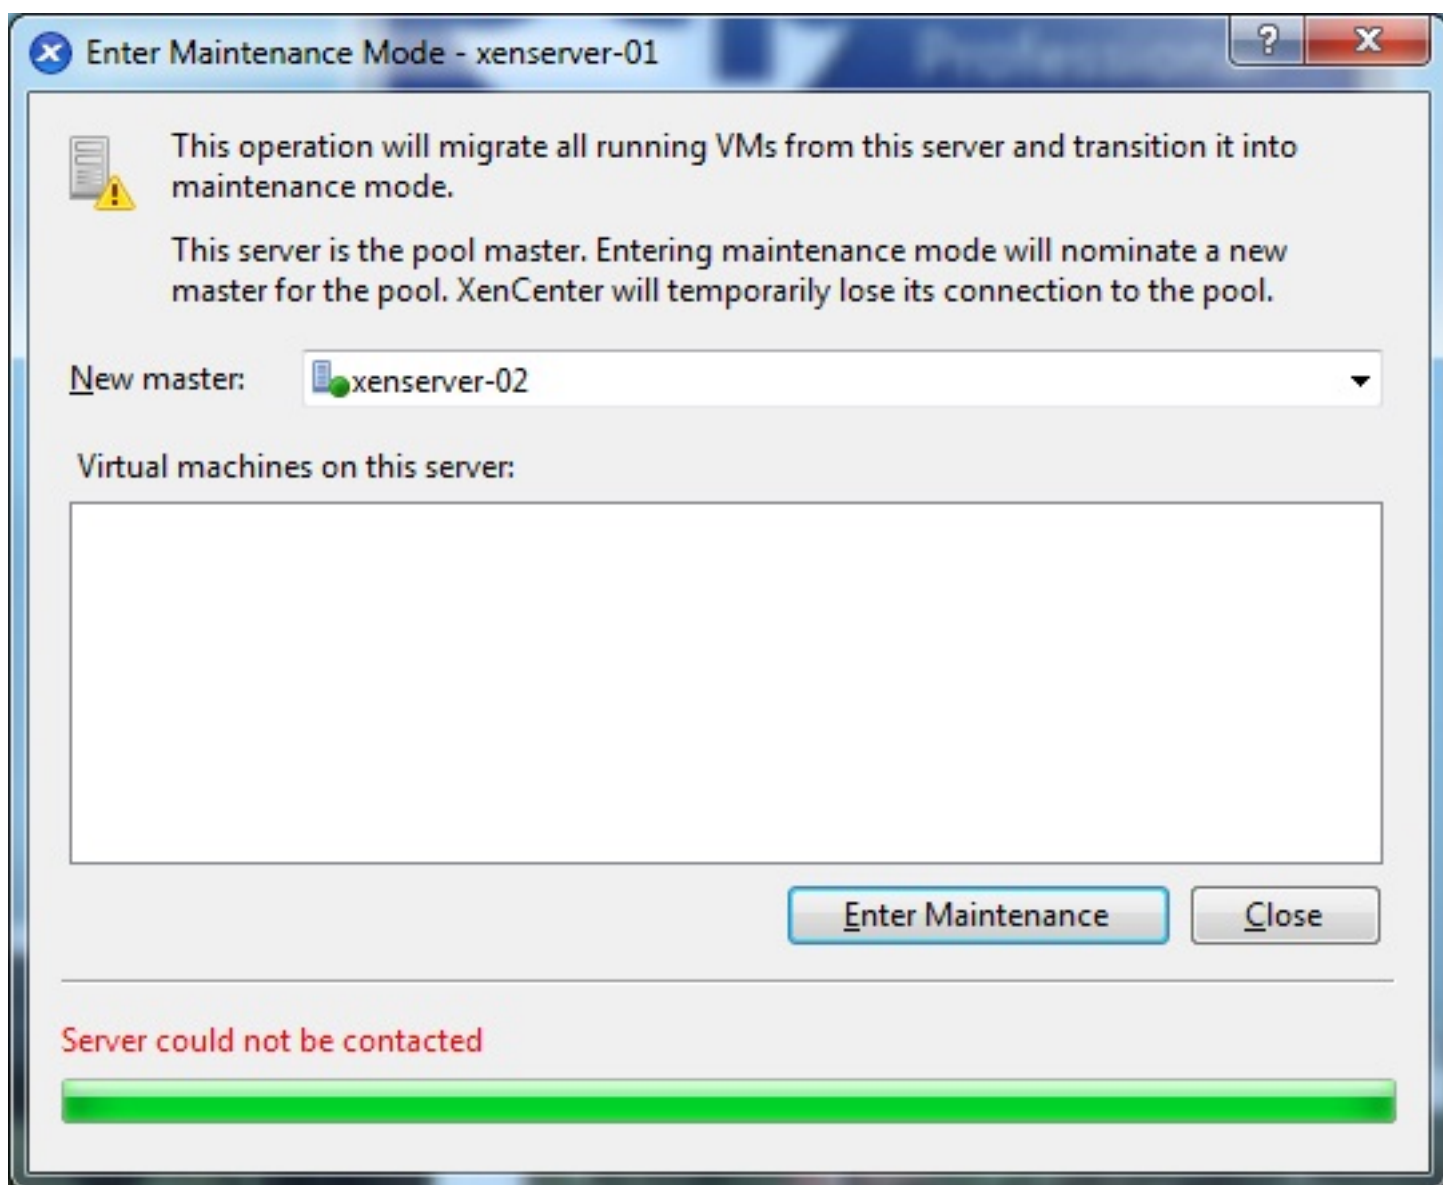 Enter Maintenance Mode - xenserver-01
Professional
?
This operation will migrate all running VMs from this server and transition it into
maintenance mode.
This server is the pool master. Entering maintenance mode will nominate a new
master for the pool. XenCenter will temporarily lose its connection to the pool.
New master:
xenserver-02
Virtual machines on this server:
Enter Maintenance
Close
Server could not be contacted